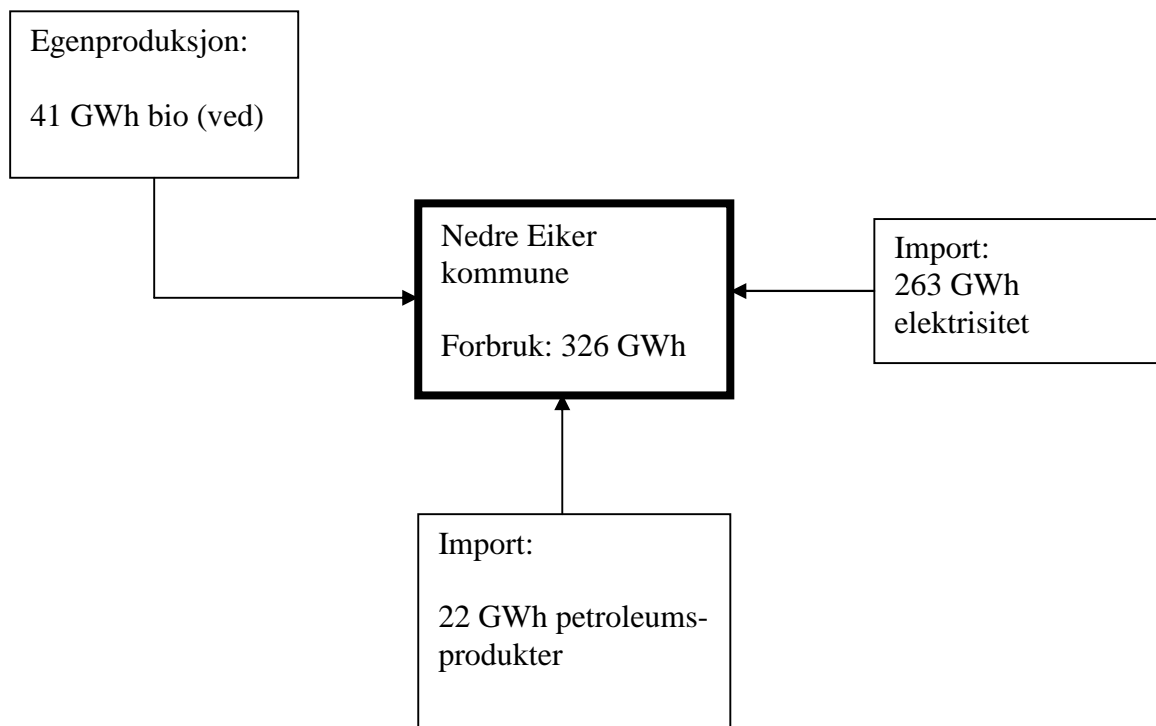 Egenproduksjon:
41 GWh bio (ved)
Nedre Eiker
kommune
Forbruk: 326 GWh
Import:
263 GWh
elektrisitet
Import:
22 GWh petroleums-
produkter